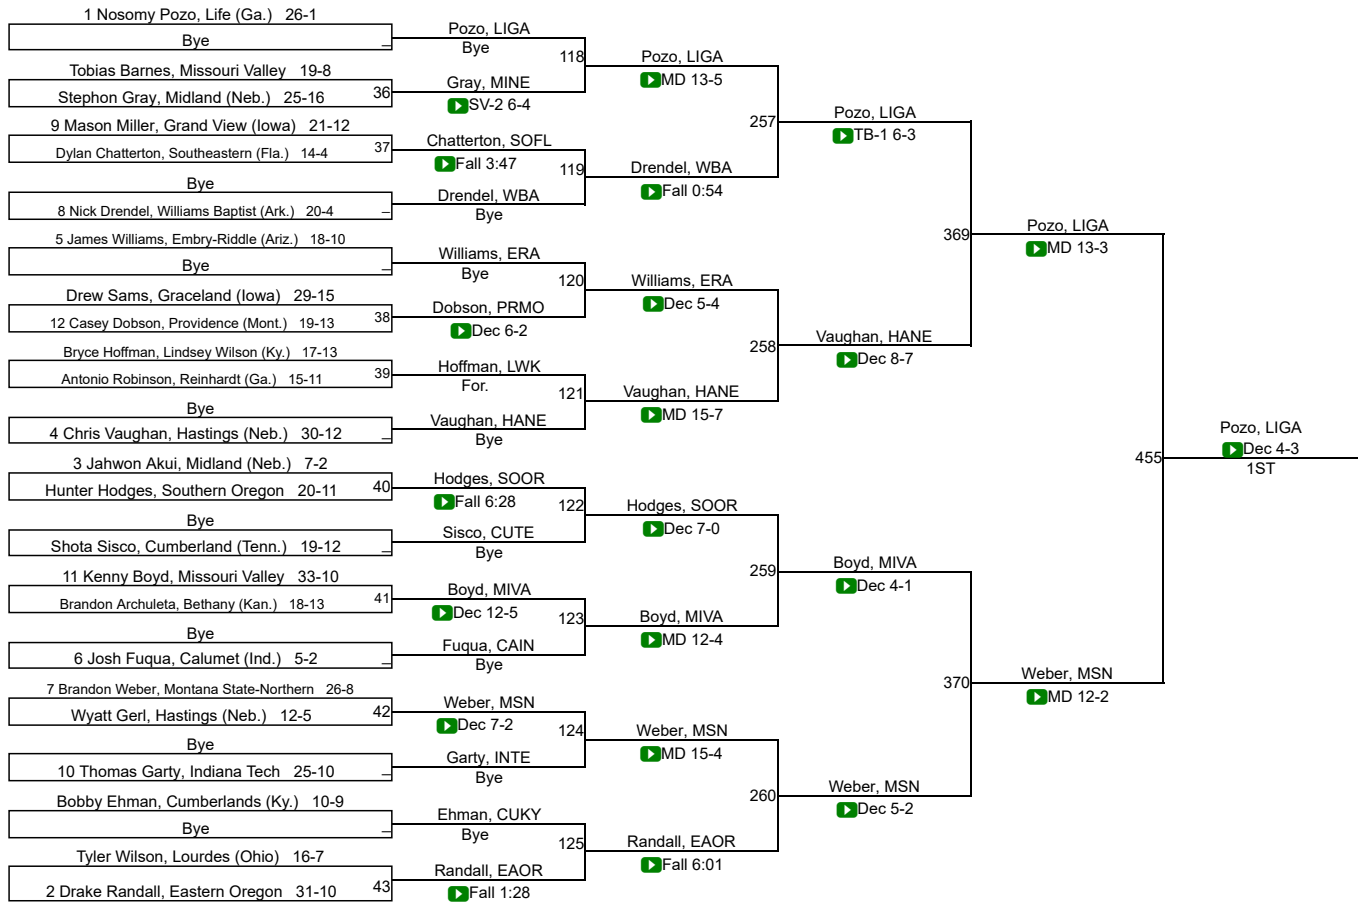 1 Nosomy Pozo, Life (Ga.) 26-1
Bye _
Tobias Barnes, Missouri Valley 19-8
Stephon Gray, Midland (Neb.) 25-16
36
9 Mason Miller, Grand View (Iowa) 21-12
Dylan Chatterton, Southeastern (Fla.) 14-4
37
Bye
8 Nick Drendel, Williams Baptist (Ark.) 20-4 _
5 James Williams, Embry-Riddle (Ariz.) 18-10
Bye _
Drew Sams, Graceland (Iowa) 29-15
12 Casey Dobson, Providence (Mont.) 19-13
38
Bryce Hoffman, Lindsey Wilson (Ky.) 17-13
Antonio Robinson, Reinhardt (Ga.) 15-11
39
Bye
4 Chris Vaughan, Hastings (Neb.) 30-12 _
3 Jahwon Akui, Midland (Neb.) 7-2
Hunter Hodges, Southern Oregon 20-11
40
Bye
Shota Sisco, Cumberland (Tenn.) 19-12 _
11 Kenny Boyd, Missouri Valley 33-10
Brandon Archuleta, Bethany (Kan.) 18-13
41
Bye
6 Josh Fuqua, Calumet (Ind.) 5-2 _
7 Brandon Weber, Montana State-Northern 26-8
Wyatt Gerl, Hastings (Neb.) 12-5
42
Bye
10 Thomas Garty, Indiana Tech 25-10 _
Bobby Ehman, Cumberlands (Ky.) 10-9
Bye _
Tyler Wilson, Lourdes (Ohio) 16-7
2 Drake Randall, Eastern Oregon 31-10
43
Pozo, LIGA
Bye
118
Gray, MINE
SV-2 6-4
Chatterton, SOFL
Fall 3:47
119
Drendel, WBA
Bye
Williams, ERA
Bye
120
Dobson, PRMO
Dec 6-2
Hoffman, LWK
For.
121
Vaughan, HANE
Bye
Hodges, SOOR
Fall 6:28
122
Sisco, CUTE
Bye
Boyd, MIVA
Dec 12-5
123
Fuqua, CAIN
Bye
Weber, MSN
Dec 7-2
124
Garty, INTE
Bye
Ehman, CUKY
Bye
125
Randall, EAOR
Fall 1:28
Pozo, LIGA
MD 13-5
257
Drendel, WBA
Fall 0:54
Williams, ERA
Dec 5-4
258
Vaughan, HANE
MD 15-7
Hodges, SOOR
Dec 7-0
259
Boyd, MIVA
MD 12-4
Weber, MSN
MD 15-4
260
Randall, EAOR
Fall 6:01
Pozo, LIGA
TB-1 6-3
369
Vaughan, HANE
Dec 8-7
Boyd, MIVA
Dec 4-1
370
Weber, MSN
Dec 5-2
Pozo, LIGA
MD 13-3
455
Weber, MSN
MD 12-2
Pozo, LIGA
Dec 4-3
1ST